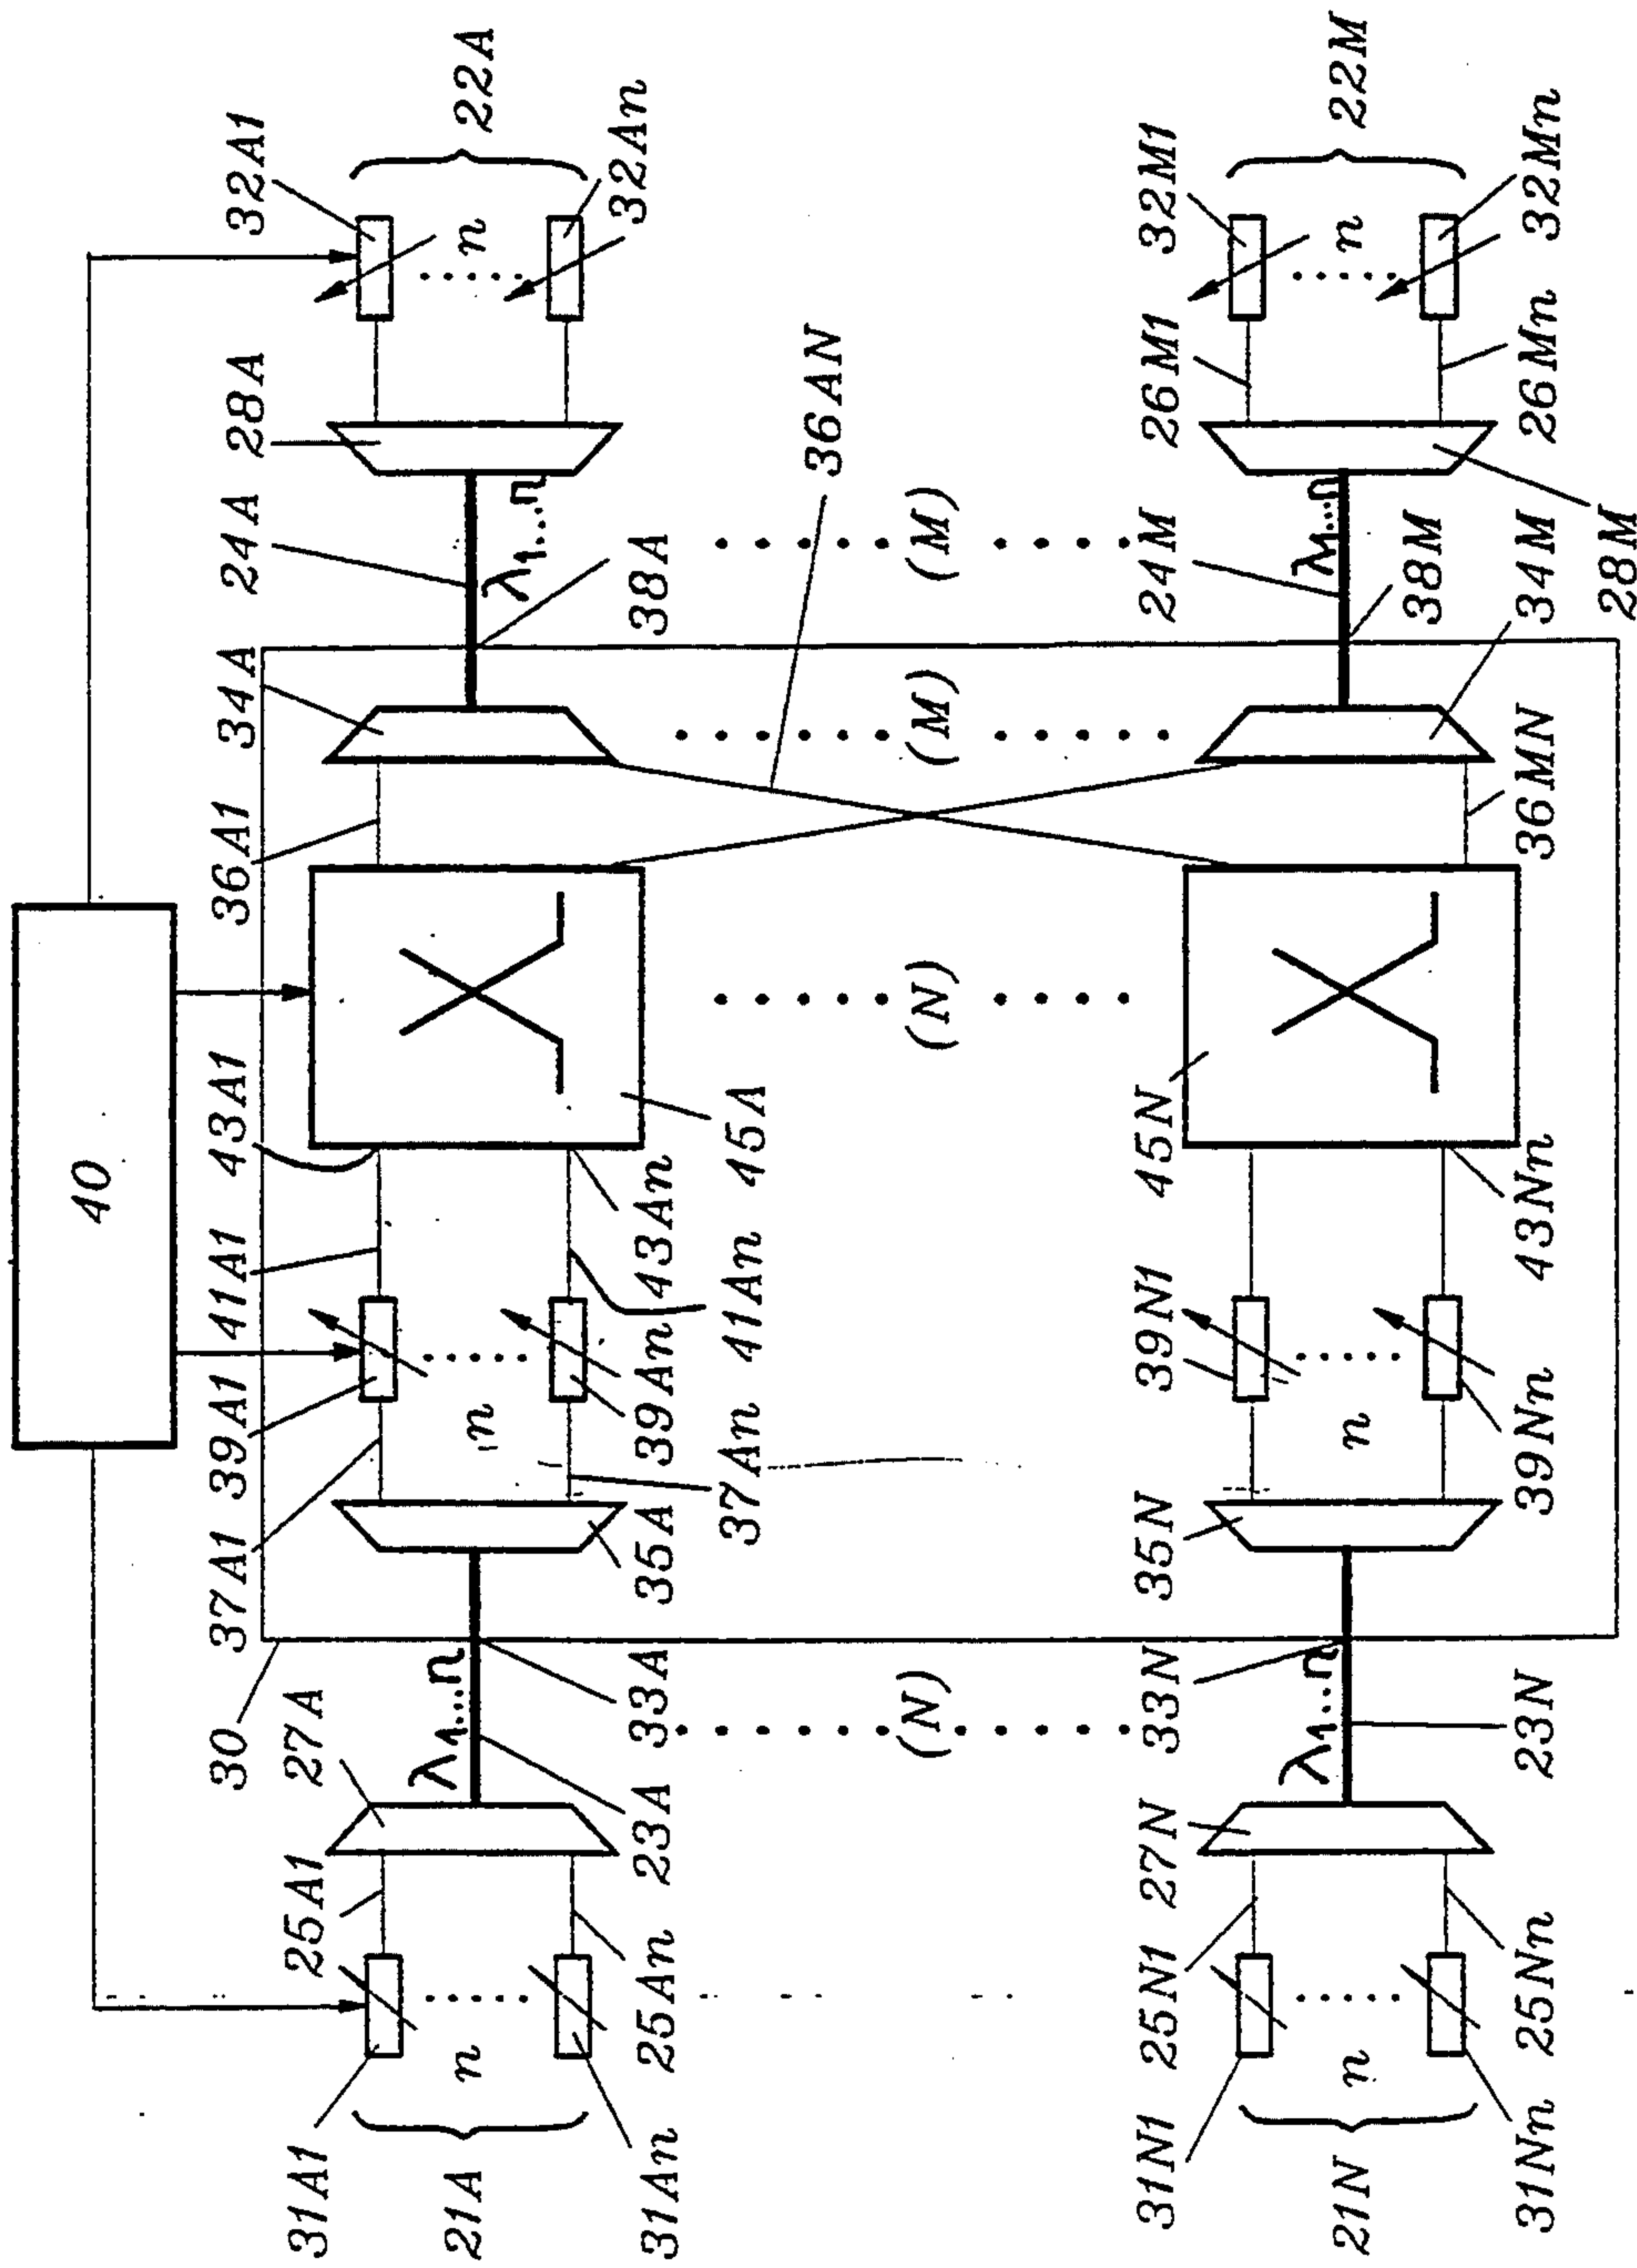 40
30
37A1
39A1
41A1
43A1
36A1
34A
24A
28A
32A1
31A1
25A1
27A
λ1...n
n
n
λ1...n
n
22A
21A
31An
25An
23A
33A
35A
39An
43An
38A
32An
37An
41An
45A
36AN
(N)
(N)
(M)
(M)
31N1
25N1
27N
33N
35N
39N1
45N
24M
26M1
32M1
λ1...n
n
n
λ1...n
n
22M
21N
38M
31Nn
25Nn
23N
39Nn
43Nn
36MN
34M
26Mn
32Mn
28M